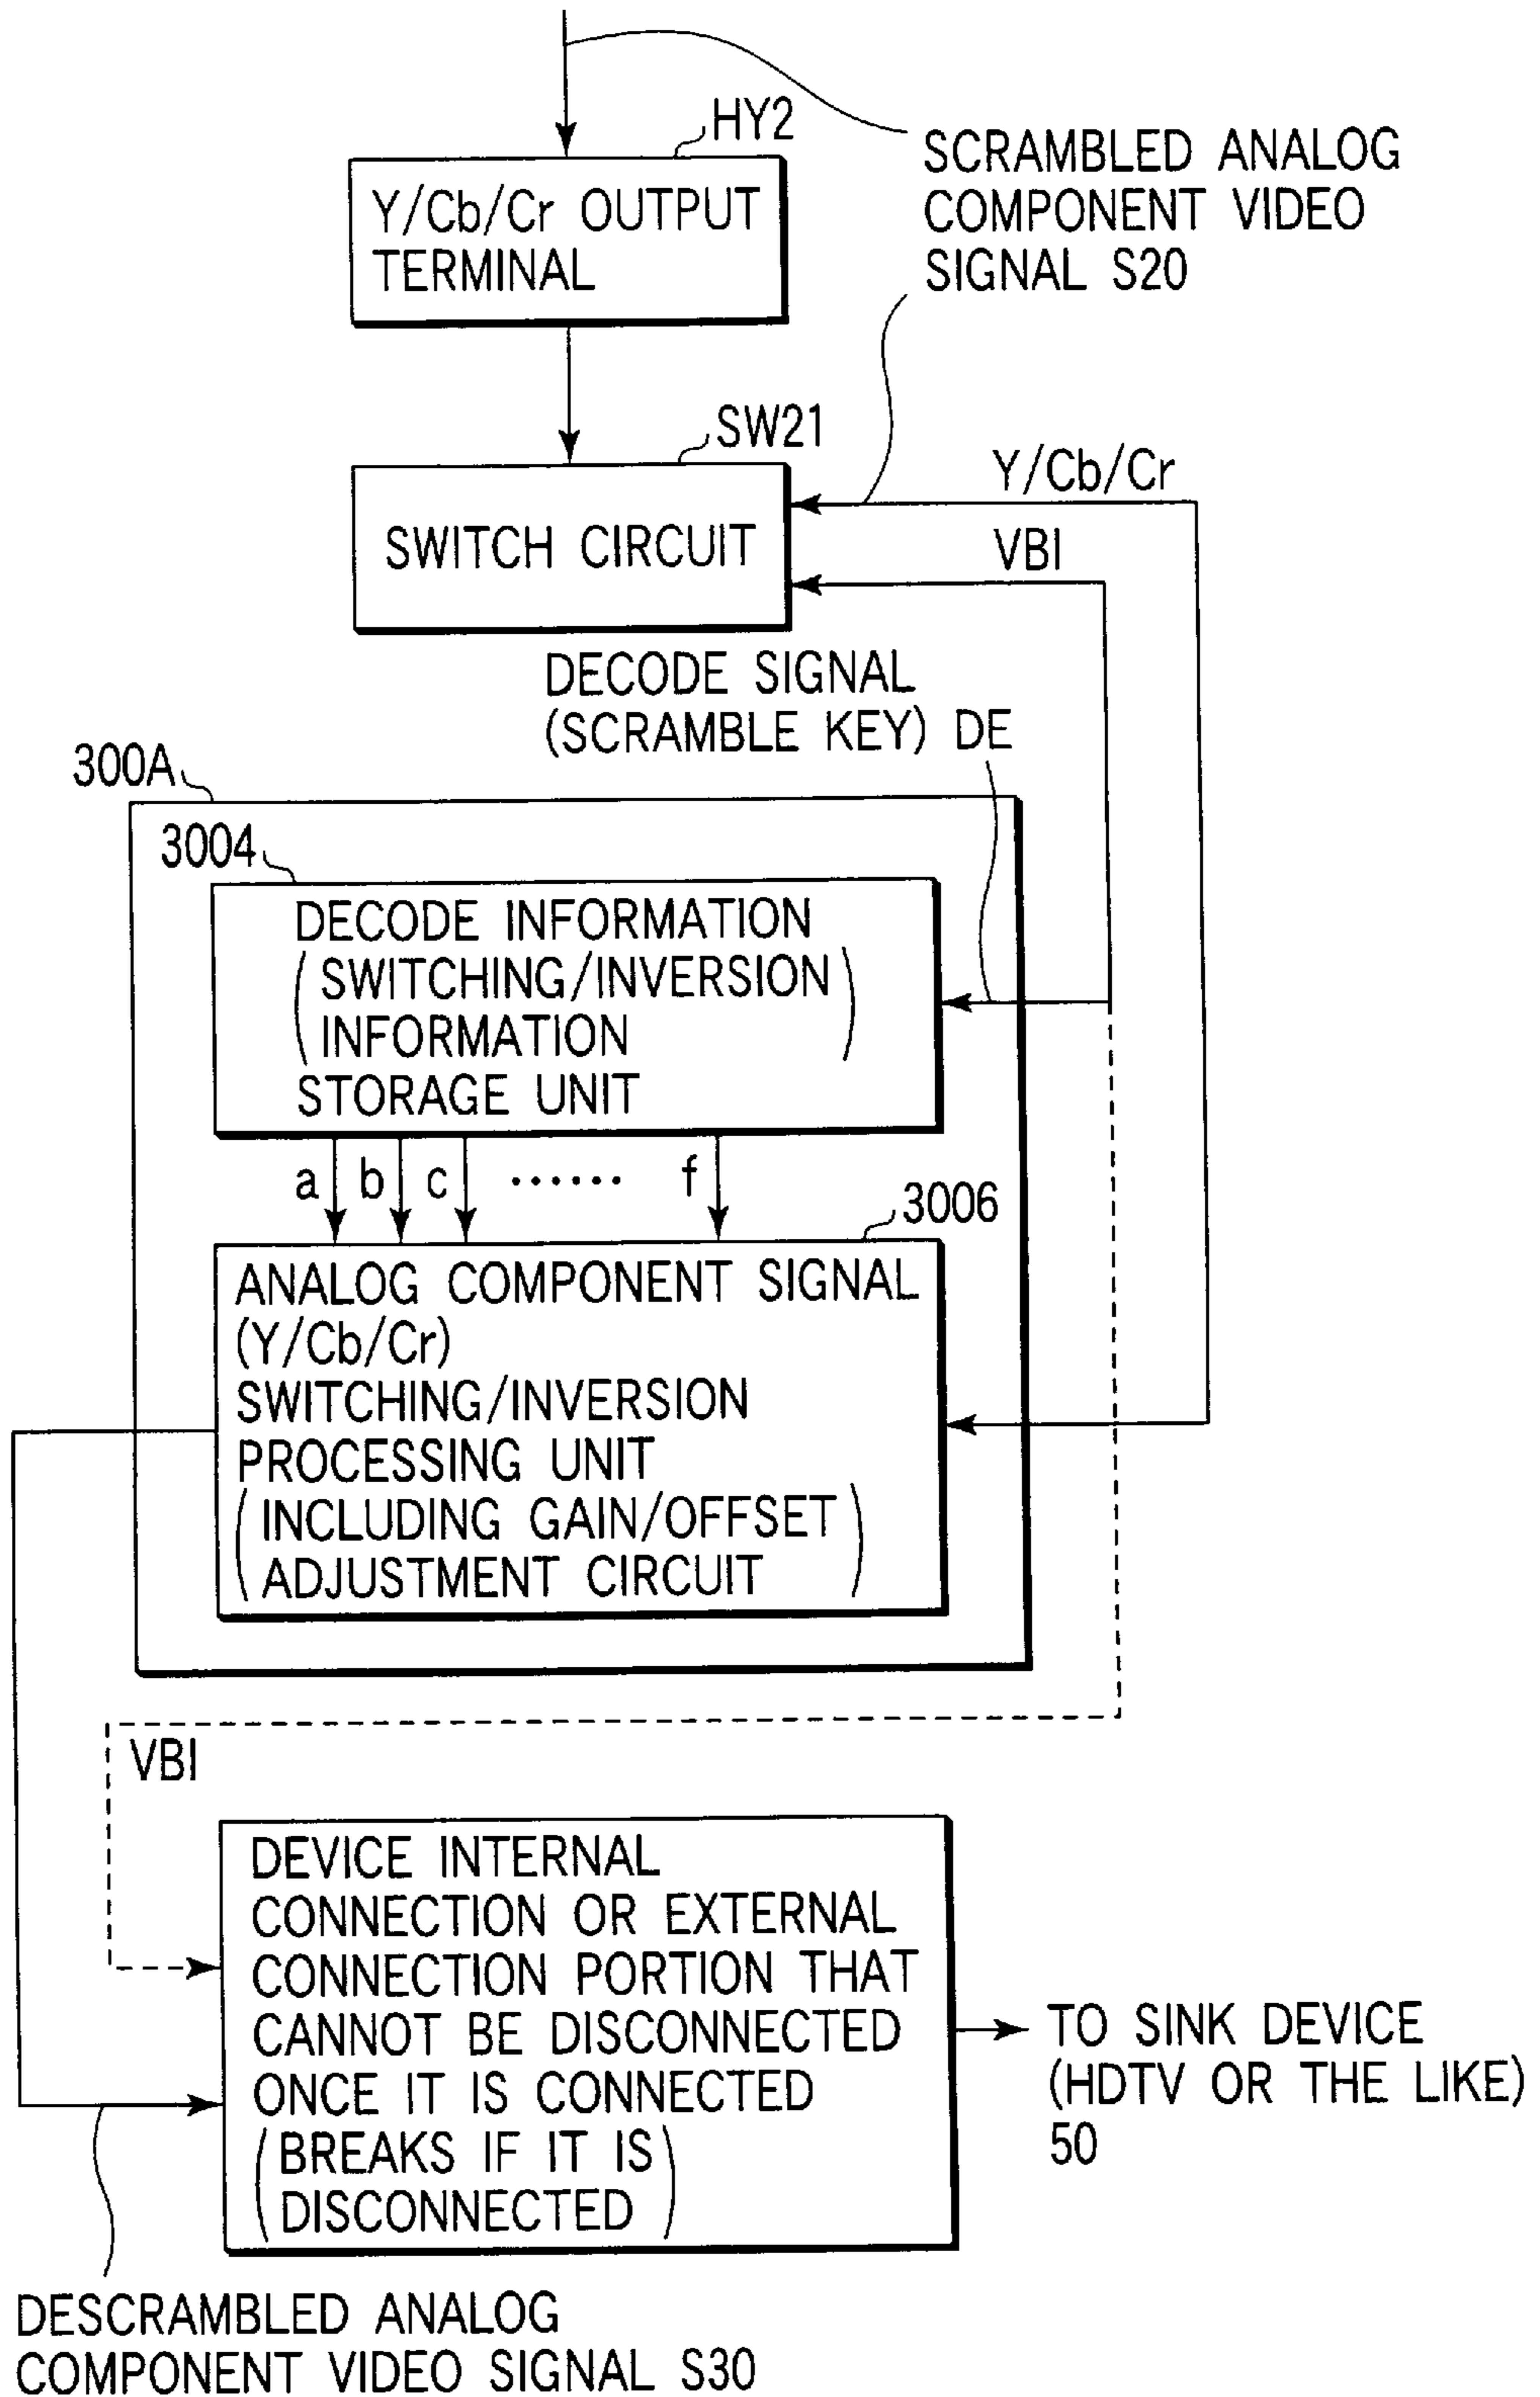 HY2
SCRAMBLED ANALOG
COMPONENT VIDEO
SIGNAL S20
Y/Cb/Cr OUTPUT
TERMINAL
SW21
Y/Cb/Cr
SWITCH CIRCUIT
VBI
DECODE SIGNAL
(SCRAMBLE KEY) DE
300A
3004
DECODE INFORMATION
(SWITCHING/INVERSION
INFORMATION)
STORAGE UNIT
a b c ...... f
3006
ANALOG COMPONENT SIGNAL
(Y/Cb/Cr)
SWITCHING/INVERSION
PROCESSING UNIT
(INCLUDING GAIN/OFFSET
ADJUSTMENT CIRCUIT)
VBI
DEVICE INTERNAL
CONNECTION OR EXTERNAL
CONNECTION PORTION THAT
CANNOT BE DISCONNECTED
ONCE IT IS CONNECTED
(BREAKS IF IT IS
DISCONNECTED)
TO SINK DEVICE
(HDTV OR THE LIKE)
50
DESCRAMBLED ANALOG
COMPONENT VIDEO SIGNAL S30